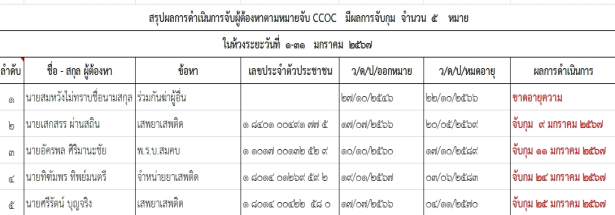 สรุปผลการดำเนินการจับผู้ต้องหาตามหมายจับ CCOC มีผลการจับกุม จำนวน ๕ หมาย
ในห้วงระยะวันที่ ๑-๓๑ มกราคม ๒๕๖๗
ลำดับ ชื่อ - สกุล ผู้ต้องหา ข้อหา เลขประจำตัวประชาชน ว/ด/ป/ออกหมาย ว/ด/ป/หมดอายุ ผลการดำเนินการ
๑ นายสมหวังไม่ทราบชื่อนามสกุล ร่วมกันฆ่าผู้อื่น ๒๗/๑๐/๒๕๔๖ ๒๒/๑๐/๒๕๖๖ ขาดอายุความ
๒ นายเสกสรร ผ่านสถิน เสพยาเสพติด ๑ ๘๔๐๑ ๐๐๔๙๑ ๗๗ ๕ ๑๗/๐๗/๒๕๖๖ ๒๐/๐๕/๒๕๖๙ จับกุม ๙ มกราคม ๒๕๖๗
๓ นายอัครพล ศิริมานะชัย พ.ร.บ.สมคบ ๑ ๑๐๑๗ ๐๐๑๓๒ ๕๒ ๙ ๑๐/๑๐/๒๕๖๐ ๑๗/๑๐/๒๕๘๙ จับกุม ๑๑ มกราคม ๒๕๖๗
๔ นายทิฆัมพร ทิพย์มนตรี จำหน่ายยาเสพติด ๑ ๘๐๑๔ ๐๑๒๖๙ ๕๙ ๒ ๑๙/๐๑/๒๕๖๗ ๐๓/๐๖/๒๕๘๓ จับกุม ๒๔ มกราคม ๒๕๖๗
๕ นายศรีรัตน์ บุญจริง เสพยาเสพติด ๑ ๘๐๑๔ ๐๐๔๒๒ ๕๘ ๐ ๑๗/๐๗/๒๕๖๖ ๐๔/๑๑/๒๕๗๐ จับกุม ๒๕ มกราคม ๒๕๖๗